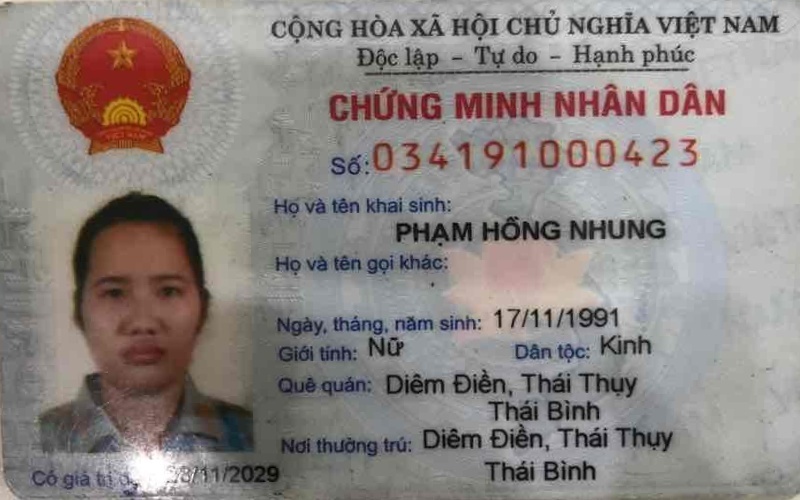 CỘNG HÒA XÃ HỘI CHỦ NGHĨA VIỆT NAM
Độc lập – Tự do – Hạnh phúc
CHỨNG MINH NHÂN DÂN
Số: 034191000423
Họ và tên khai sinh:
PHẠM HỒNG NHUNG
Họ và tên gọi khác:
Ngày, tháng, năm sinh: 17/11/1991
Giới tính: Nữ Dân tộc: Kinh
Quê quán: Diêm Điền, Thái Thụy
Thái Bình
Nơi thường trú: Diêm Điền, Thái Thụy
Thái Bình
Có giá trị /11/2029
VIỆT NAM